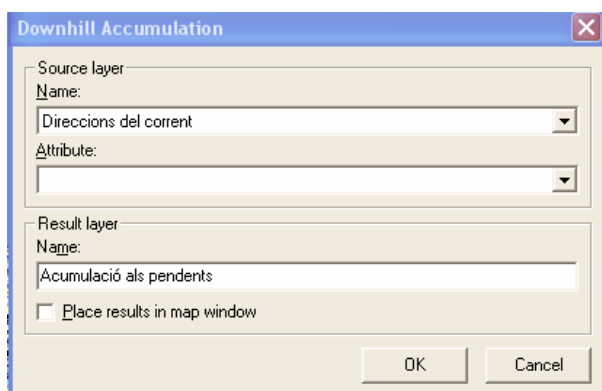 Downhill Accumulation
Source layer
Name:
Direccions del corrent
Attribute:
Result layer
Name:
Acumulació als pendents
Place results in map window
OK Cancel